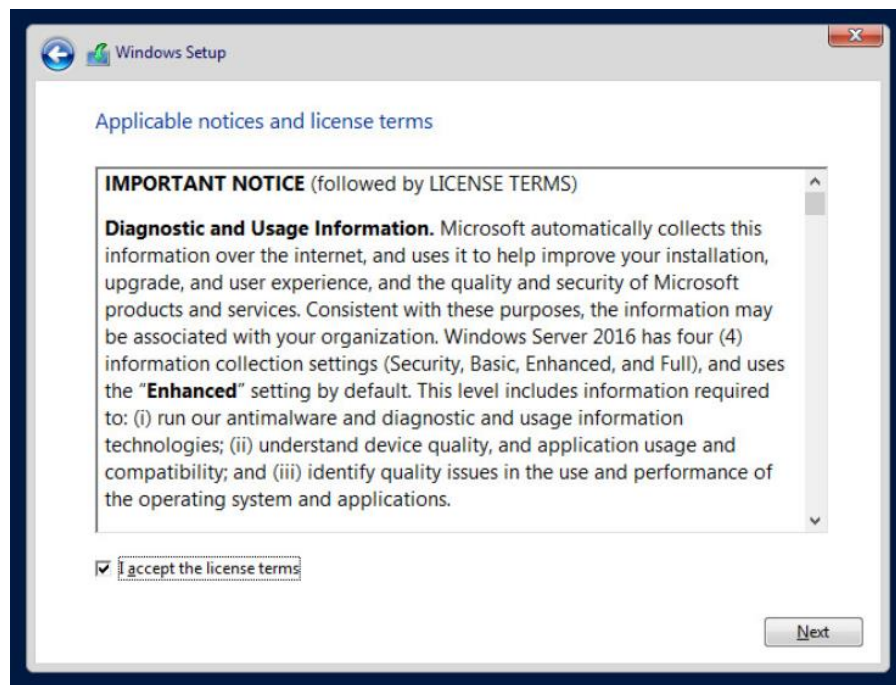 Windows Setup
Applicable notices and license terms
IMPORTANT NOTICE (followed by LICENSE TERMS)
Diagnostic and Usage Information. Microsoft automatically collects this
information over the internet, and uses it to help improve your installation,
upgrade, and user experience, and the quality and security of Microsoft
products and services. Consistent with these purposes, the information may
be associated with your organization. Windows Server 2016 has four (4)
information collection settings (Security, Basic, Enhanced, and Full), and uses
the “Enhanced” setting by default. This level includes information required
to: (i) run our antimalware and diagnostic and usage information
technologies; (ii) understand device quality, and application usage and
compatibility; and (iii) identify quality issues in the use and performance of
the operating system and applications.
I accept the license terms
Next